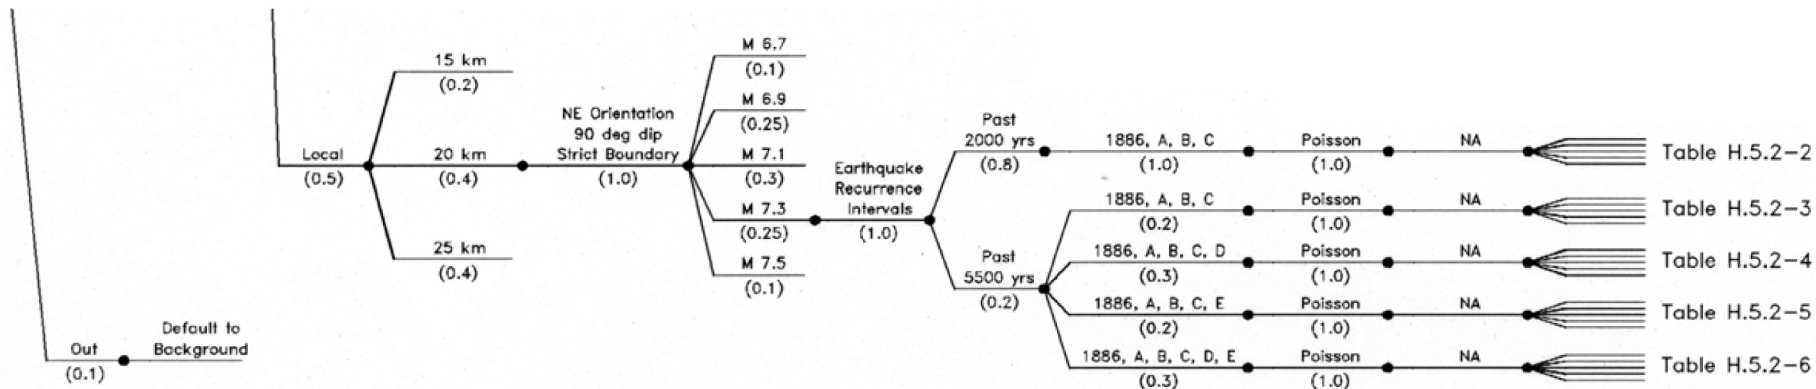 Out
(0.1)
Default to
Background
Local
(0.5)
15 km
(0.2)
20 km
(0.4)
25 km
(0.4)
NE Orientation
90 deg dip
Strict Boundary
(1.0)
M 6.7
(0.1)
M 6.9
(0.25)
M 7.1
(0.3)
M 7.3
(0.25)
M 7.5
(0.1)
Earthquake
Recurrence
Intervals
(1.0)
Past
2000 yrs
(0.8)
Past
5500 yrs
(0.2)
1886, A, B, C
(1.0)
Poisson
(1.0)
NA
Table H.5.2-2
1886, A, B, C
(0.2)
Poisson
(1.0)
NA
Table H.5.2-3
1886, A, B, C, D
(0.3)
Poisson
(1.0)
NA
Table H.5.2-4
1886, A, B, C, E
(0.2)
Poisson
(1.0)
NA
Table H.5.2-5
1886, A, B, C, D, E
(0.3)
Poisson
(1.0)
NA
Table H.5.2-6